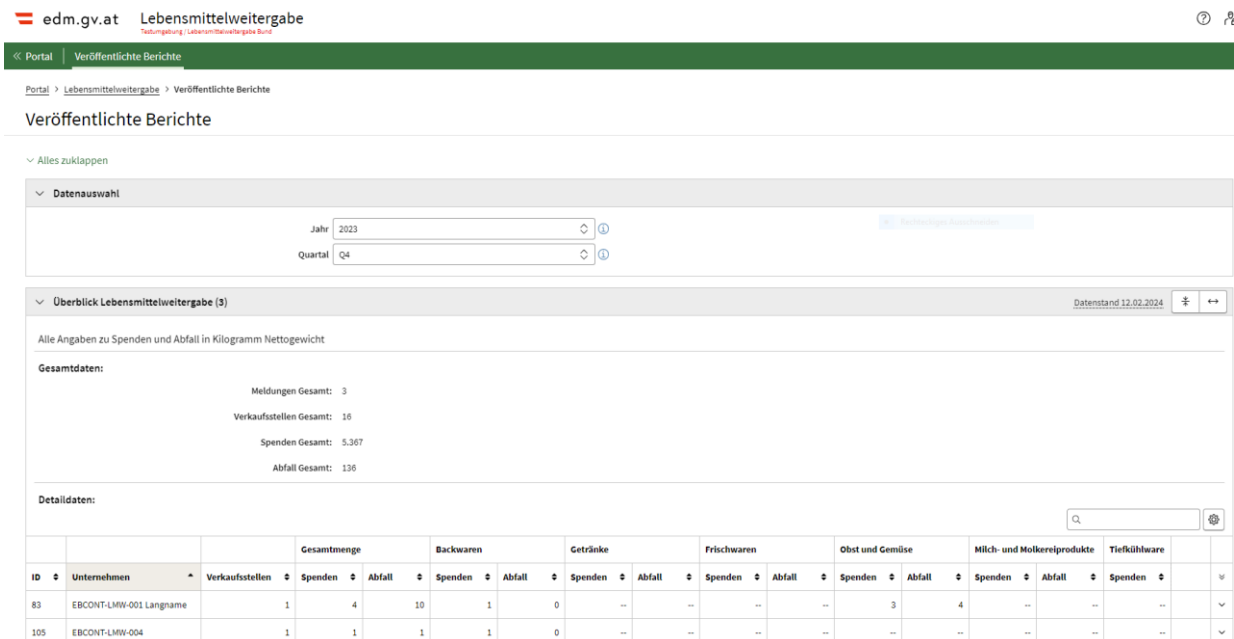 edm.gv.at Lebensmittelweitergabe
Testumgebung / Lebensmittelweitergabe Bund
Portal Veröffentlichte Berichte
Portal > Lebensmittelweitergabe > Veröffentlichte Berichte
Veröffentlichte Berichte
Alles zuklappen
Datenauswahl
Jahr 2023
Quartal Q4
Überblick Lebensmittelweitergabe (3) Datenstand 12.02.2024
Alle Angaben zu Spenden und Abfall in Kilogramm Nettogewicht
Gesamtdaten:
Meldungen Gesamt: 3
Verkaufsstellen Gesamt: 16
Spenden Gesamt: 5.367
Abfall Gesamt: 136
Detaildaten:
Gesamtmenge Backwaren Getränke Frischwaren Obst und Gemüse Milch- und Molkereiprodukte Tiefkühlware
ID Unternehmen Verkaufsstellen Spenden Abfall Spenden Abfall Spenden Abfall Spenden Abfall Spenden Abfall Spenden Abfall Spenden
83 EBCONT-LMW-001 Langname 1 4 10 1 0 -- -- -- -- 3 4 -- -- --
105 EBCONT-LMW-004 1 1 1 1 0 -- -- -- -- -- -- -- -- --